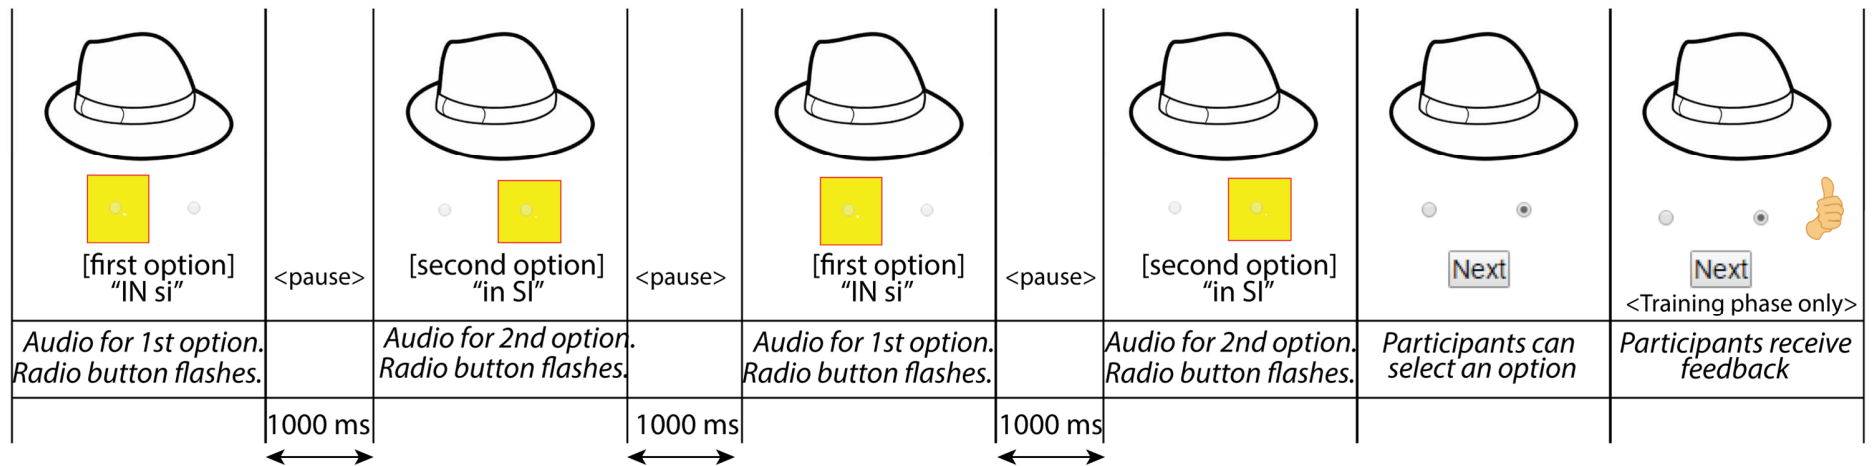 [first option]
"IN si"
<pause>
[second option]
"in SI"
<pause>
[first option]
"IN si"
<pause>
[second option]
"in SI"
Next
Next
<Training phase only>
Audio for 1st option.
Radio button flashes.
Audio for 2nd option.
Radio button flashes.
Audio for 1st option.
Radio button flashes.
Audio for 2nd option.
Radio button flashes.
Participants can
select an option
Participants receive
feedback
1000 ms
1000 ms
1000 ms